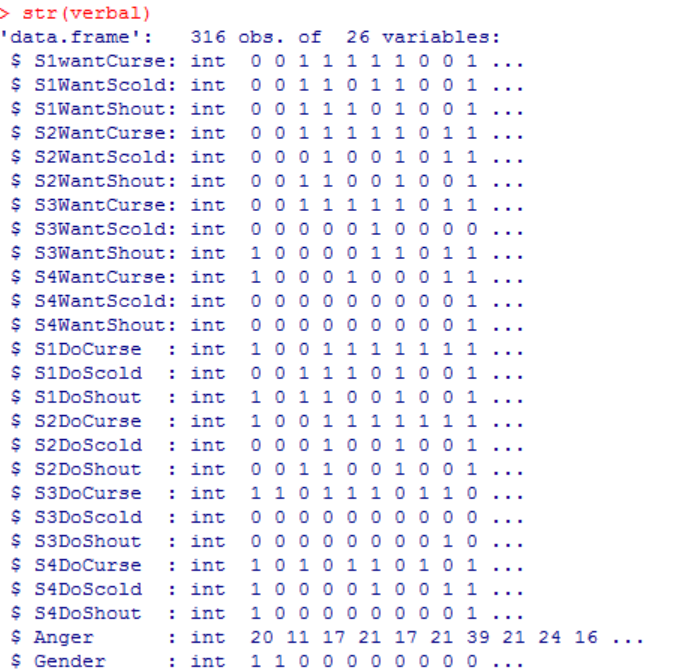 > str(verbal)
'data.frame':   316 obs. of  26 variables:
 $ S1wantCurse: int  0 0 1 1 1 1 1 0 0 1 ...
 $ S1WantScold: int  0 0 1 1 0 1 1 0 0 1 ...
 $ S1WantShout: int  0 0 1 1 1 0 1 0 0 1 ...
 $ S2WantCurse: int  0 0 1 1 1 1 1 0 1 1 ...
 $ S2WantScold: int  0 0 0 1 0 0 1 0 1 1 ...
 $ S2WantShout: int  0 0 1 1 0 0 1 0 0 1 ...
 $ S3WantCurse: int  0 0 1 1 1 1 1 0 1 1 ...
 $ S3WantScold: int  0 0 0 0 0 1 0 0 0 0 ...
 $ S3WantShout: int  1 0 0 0 0 1 1 0 1 1 ...
 $ S4WantCurse: int  1 0 0 0 1 0 0 0 1 1 ...
 $ S4WantScold: int  0 0 0 0 0 0 0 0 0 1 ...
 $ S4WantShout: int  0 0 0 0 0 0 0 0 0 1 ...
 $ S1DoCurse  : int  1 0 0 1 1 1 1 1 1 1 ...
 $ S1DoScold  : int  0 0 1 1 1 0 1 0 0 1 ...
 $ S1DoShout  : int  1 0 1 1 0 0 1 0 0 1 ...
 $ S2DoCurse  : int  1 0 0 1 1 1 1 1 1 1 ...
 $ S2DoScold  : int  0 0 0 1 0 0 1 0 0 1 ...
 $ S2DoShout  : int  0 0 1 1 0 0 1 0 0 1 ...
 $ S3DoCurse  : int  1 1 0 1 1 1 0 1 1 0 ...
 $ S3DoScold  : int  0 0 0 0 0 0 0 0 0 0 ...
 $ S3DoShout  : int  0 0 0 0 0 0 0 0 1 0 ...
 $ S4DoCurse  : int  1 0 1 0 1 1 0 1 0 1 ...
 $ S4DoScold  : int  1 0 0 0 0 1 0 0 1 1 ...
 $ S4DoShout  : int  1 0 0 0 0 0 0 0 0 1 ...
 $ Anger      : int  20 11 17 21 17 21 39 21 24 16 ...
 $ Gender     : int  1 1 0 0 0 0 0 0 0 0 ...